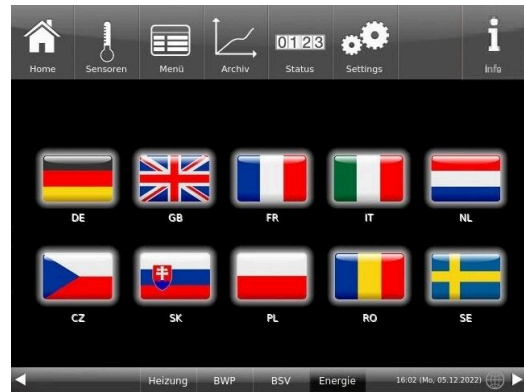 Home Sensoren Menü Archiv 0123 Status Settings i Info
DE GB FR IT NL
CZ SK PL RO SE
Heizung BWP BSV Energie 16:02 (Mo, 05.12.2022)